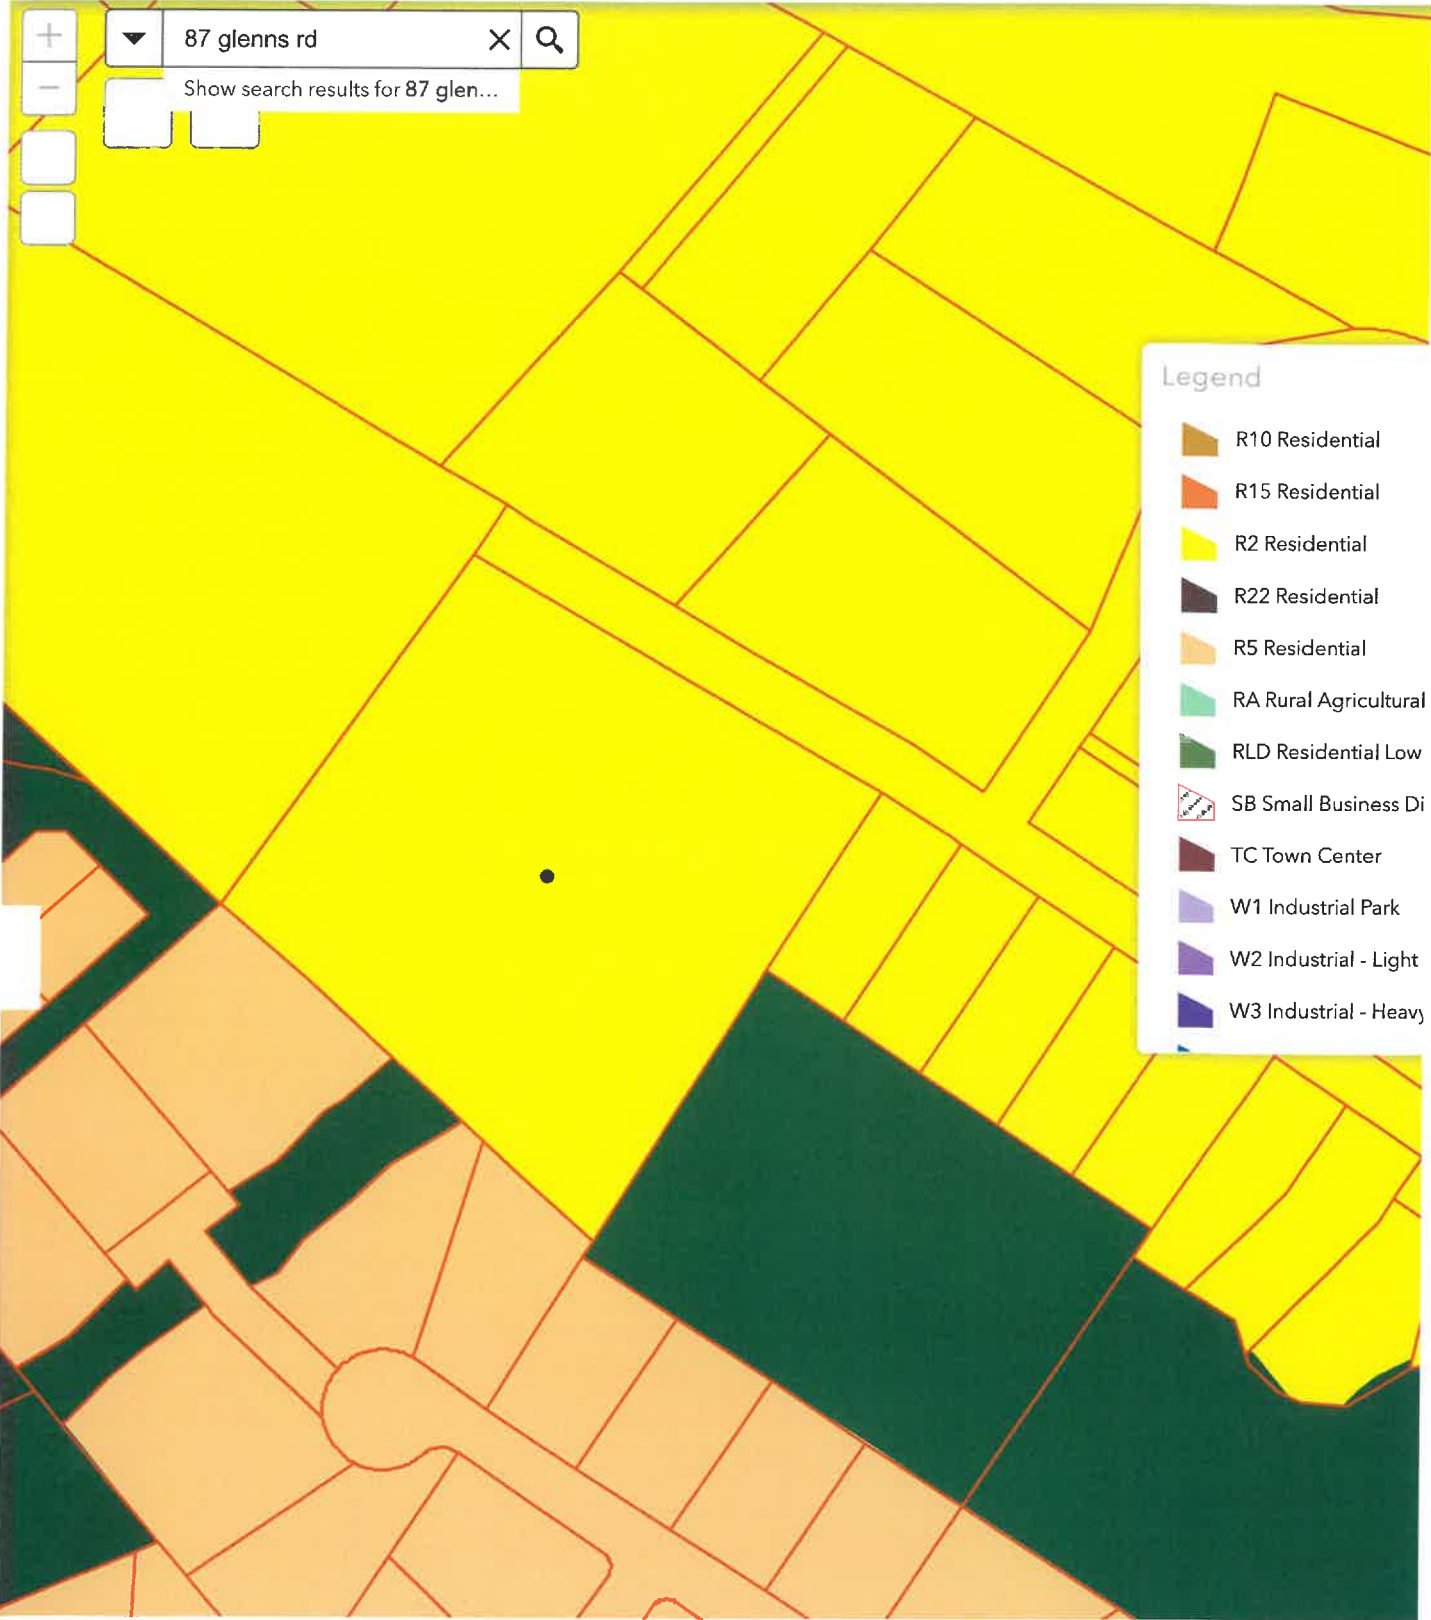 87 glenns rd
Show search results for 87 glen...
Legend
R10 Residential
R15 Residential
R2 Residential
R22 Residential
R5 Residential
RA Rural Agricultural
RLD Residential Low
SB Small Business Di
TC Town Center
W1 Industrial Park
W2 Industrial - Light
W3 Industrial - Heavy